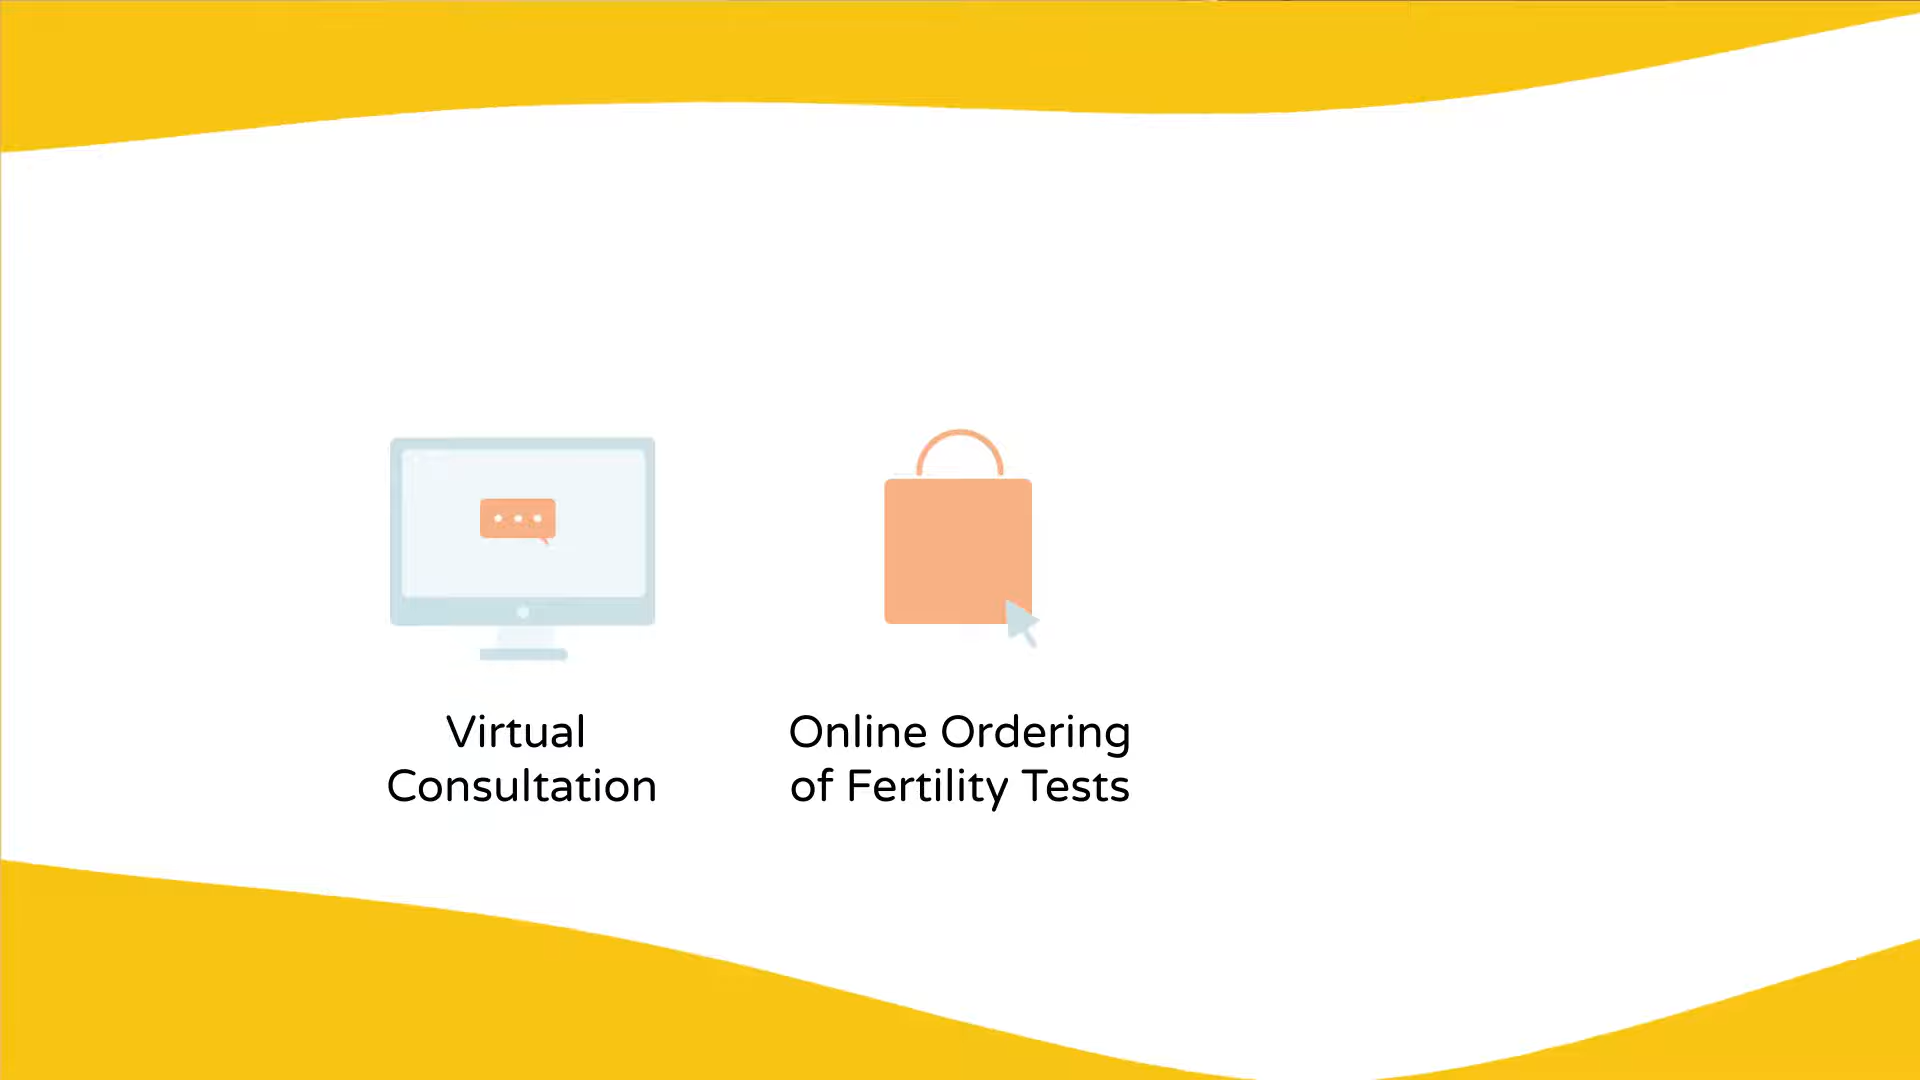 Virtual
Consultation
Online Ordering
of Fertility Tests